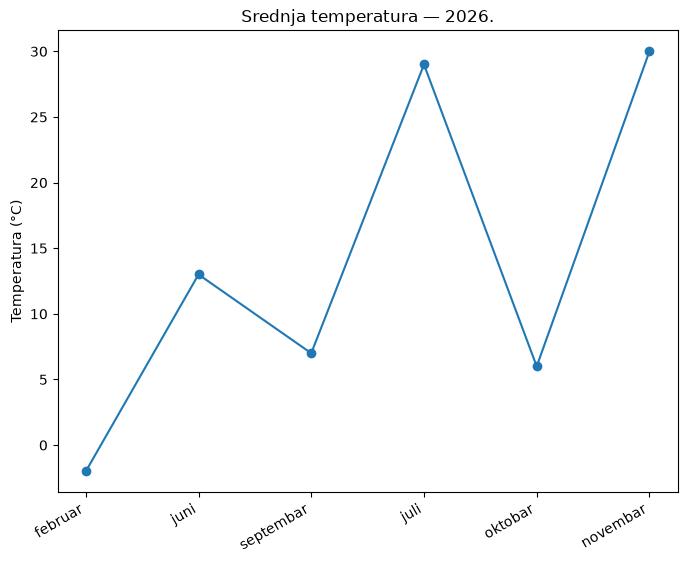 Srednja temperatura — 2026.
Temperatura (°C)
30
25
20
15
10
5
0
februar
juni
septembar
juli
oktobar
novembar